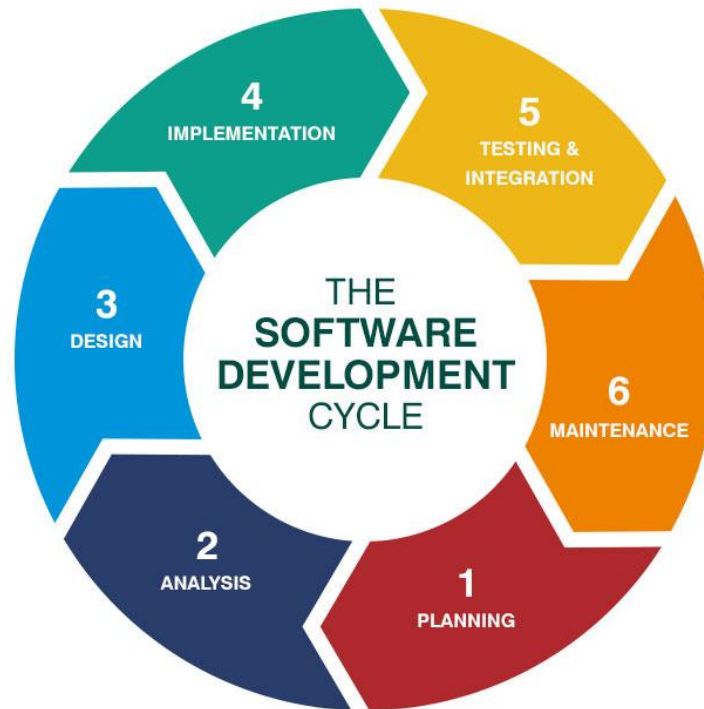 THE
SOFTWARE
DEVELOPMENT
CYCLE
1
PLANNING
2
ANALYSIS
3
DESIGN
4
IMPLEMENTATION
5
TESTING &
INTEGRATION
6
MAINTENANCE